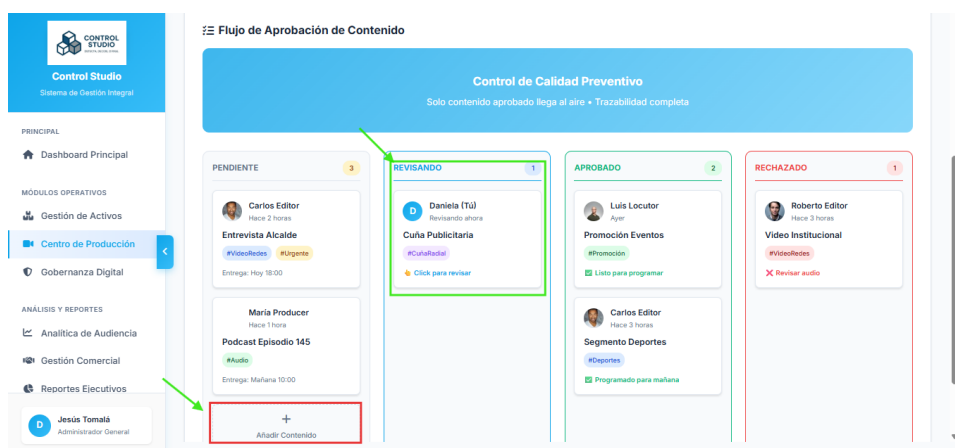 CONTROL
STUDIO
Control Studio
Sistema de Gestión Integral
PRINCIPAL
Dashboard Principal
MÓDULOS OPERATIVOS
Gestión de Activos
Centro de Producción
Gobernanza Digital
ANÁLISIS Y REPORTES
Analítica de Audiencia
Gestión Comercial
Reportes Ejecutivos
D
Jesús Tomalá
Administrador General
Flujo de Aprobación de Contenido
Control de Calidad Preventivo
Solo contenido aprobado llega al aire • Trazabilidad completa
PENDIENTE 3
Carlos Editor
Hace 2 horas
Entrevista Alcalde
#VideoRedes #Urgente
Entrega: Hoy 18:00
María Producer
Hace 1 hora
Podcast Episodio 145
#Audio
Entrega: Mañana 10:00
+
Añadir Contenido
REVISANDO 1
D
Daniela (Tú)
Revisando ahora
Cuña Publicitaria
#CuñaRadial
Click para revisar
APROBADO 2
Luis Locutor
Ayer
Promoción Eventos
#Promoción
Listo para programar
Carlos Editor
Hace 3 horas
Segmento Deportes
#Deportes
Programado para mañana
RECHAZADO 1
Roberto Editor
Hace 3 horas
Video Institucional
#VideoRedes
Revisar audio